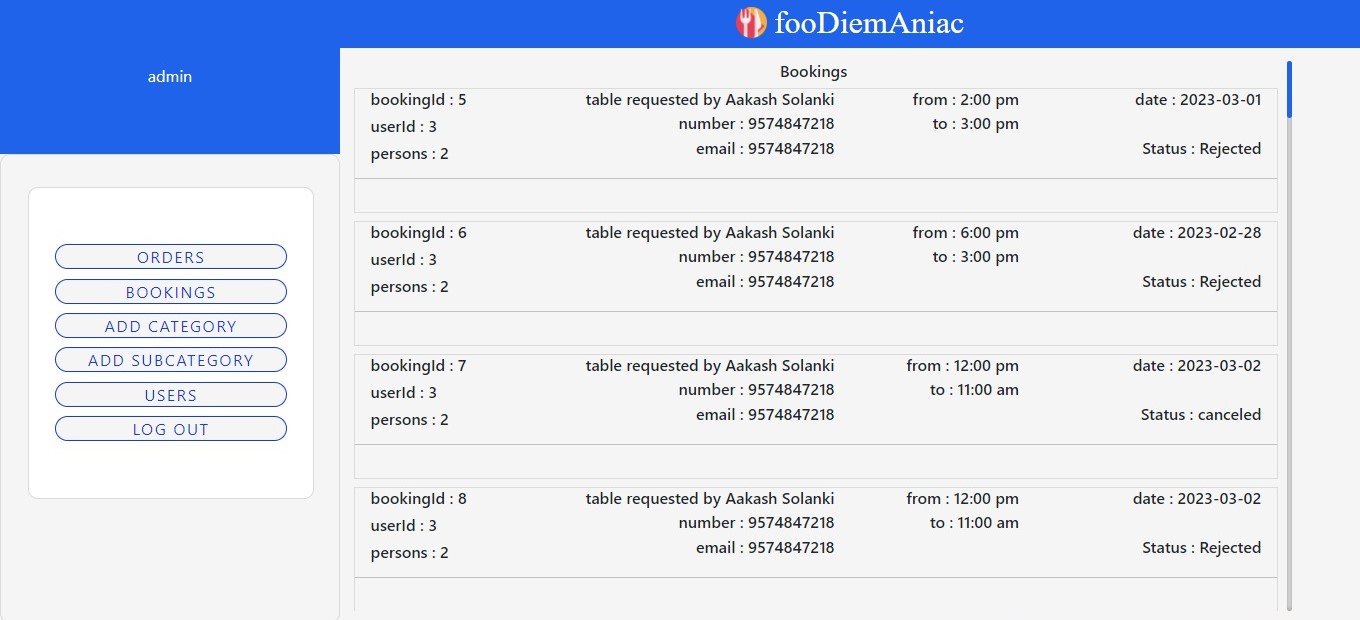 fooDiemAniac
admin
ORDERS
BOOKINGS
ADD CATEGORY
ADD SUBCATEGORY
USERS
LOG OUT
Bookings
bookingId : 5 table requested by Aakash Solanki from : 2:00 pm date : 2023-03-01
userId : 3 number : 9574847218 to : 3:00 pm
persons : 2 email : 9574847218 Status : Rejected
bookingId : 6 table requested by Aakash Solanki from : 6:00 pm date : 2023-02-28
userId : 3 number : 9574847218 to : 3:00 pm
persons : 2 email : 9574847218 Status : Rejected
bookingId : 7 table requested by Aakash Solanki from : 12:00 pm date : 2023-03-02
userId : 3 number : 9574847218 to : 11:00 am
persons : 2 email : 9574847218 Status : canceled
bookingId : 8 table requested by Aakash Solanki from : 12:00 pm date : 2023-03-02
userId : 3 number : 9574847218 to : 11:00 am
persons : 2 email : 9574847218 Status : Rejected